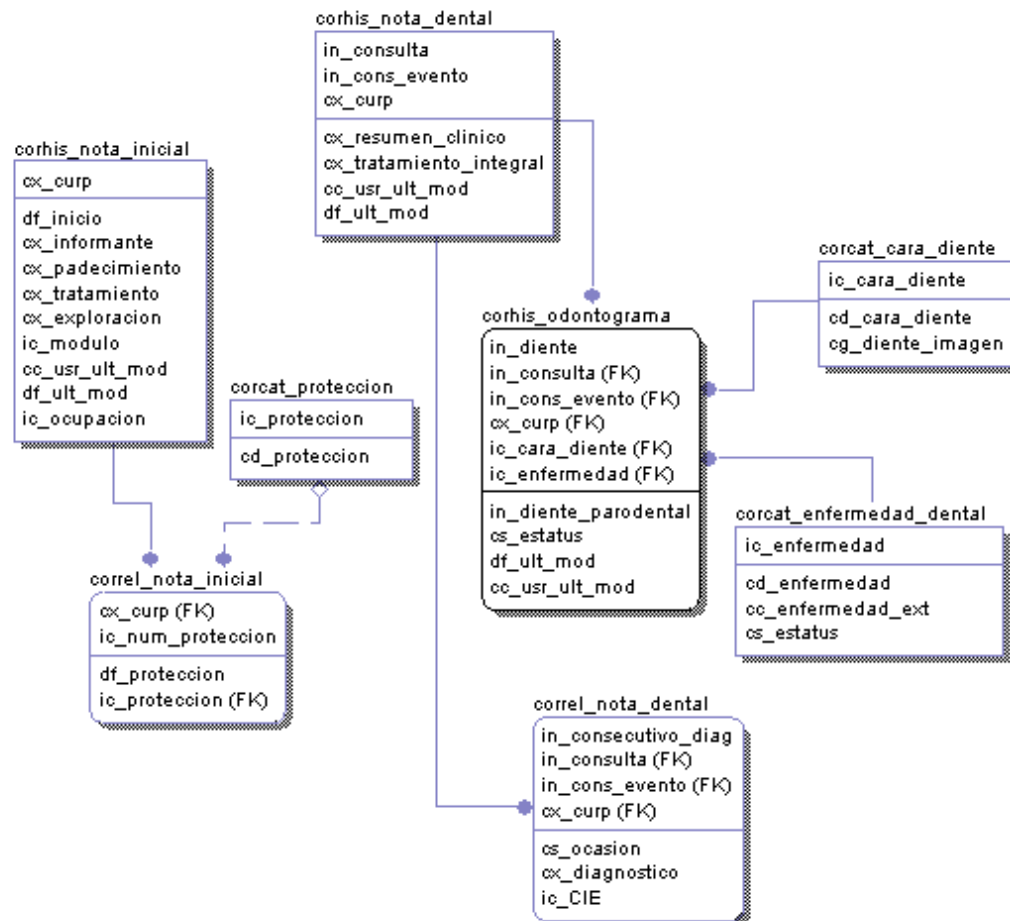 corhis_nota_dental
in_consulta
in_cons_evento
cx_curp
cx_resumen_clinico
cx_tratamiento_integral
cc_usr_ult_mod
df_ult_mod
corhis_nota_inicial
cx_curp
df_inicio
cx_informante
cx_padecimiento
cx_tratamiento
cx_exploracion
ic_modulo
cc_usr_ult_mod
df_ult_mod
ic_ocupacion
corcat_proteccion
ic_proteccion
cd_proteccion
corhis_odontograma
in_diente
in_consulta (FK)
in_cons_evento (FK)
cx_curp (FK)
ic_cara_diente (FK)
ic_enfermedad (FK)
in_diente_parodental
cs_estatus
df_ult_mod
cc_usr_ult_mod
corcat_cara_diente
ic_cara_diente
cd_cara_diente
cg_diente_imagen
corcat_enfermedad_dental
ic_enfermedad
cd_enfermedad
cc_enfermedad_ext
cs_estatus
correl_nota_inicial
cx_curp (FK)
ic_num_proteccion
df_proteccion
ic_proteccion (FK)
correl_nota_dental
in_consecutivo_diag
in_consulta (FK)
in_cons_evento (FK)
cx_curp (FK)
cs_ocasion
cx_diagnostico
ic_CIE